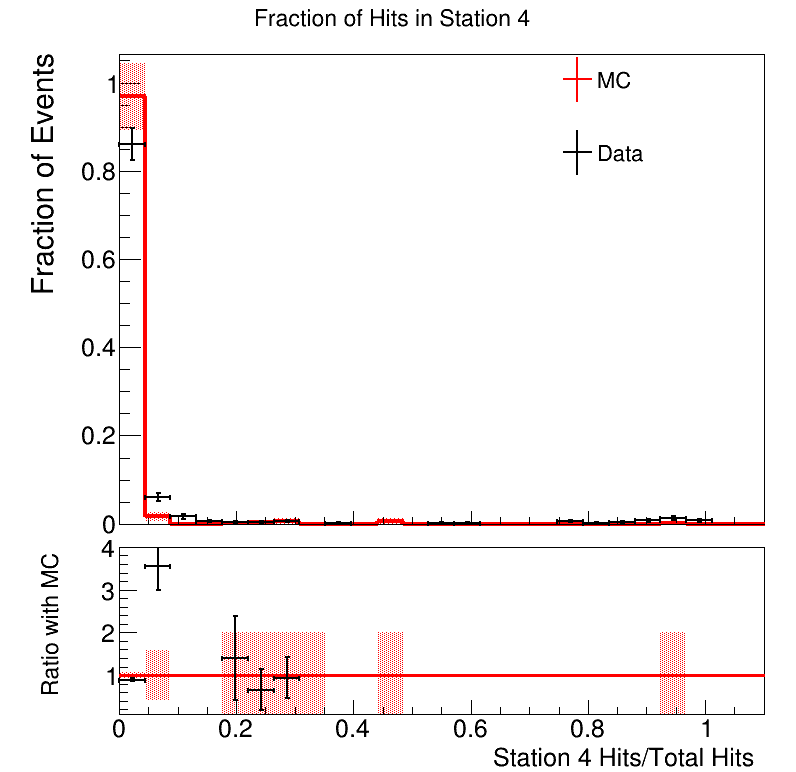 Fraction of Hits in Station 4
Fraction of Events
1
0.8
0.6
0.4
0.2
0
MC
Data
Ratio with MC
4
3
2
1
0 0.2 0.4 0.6 0.8 1
Station 4 Hits/Total Hits